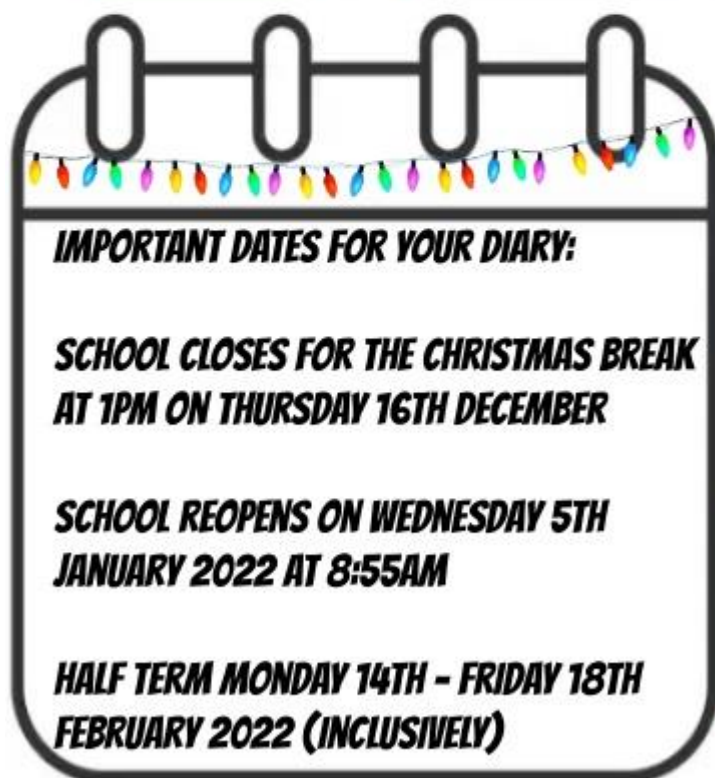 IMPORTANT DATES FOR YOUR DIARY:
SCHOOL CLOSES FOR THE CHRISTMAS BREAK
AT 1PM ON THURSDAY 16TH DECEMBER
SCHOOL REOPENS ON WEDNESDAY 5TH
JANUARY 2022 AT 8:55AM
HALF TERM MONDAY 14TH - FRIDAY 18TH
FEBRUARY 2022 (INCLUSIVELY)